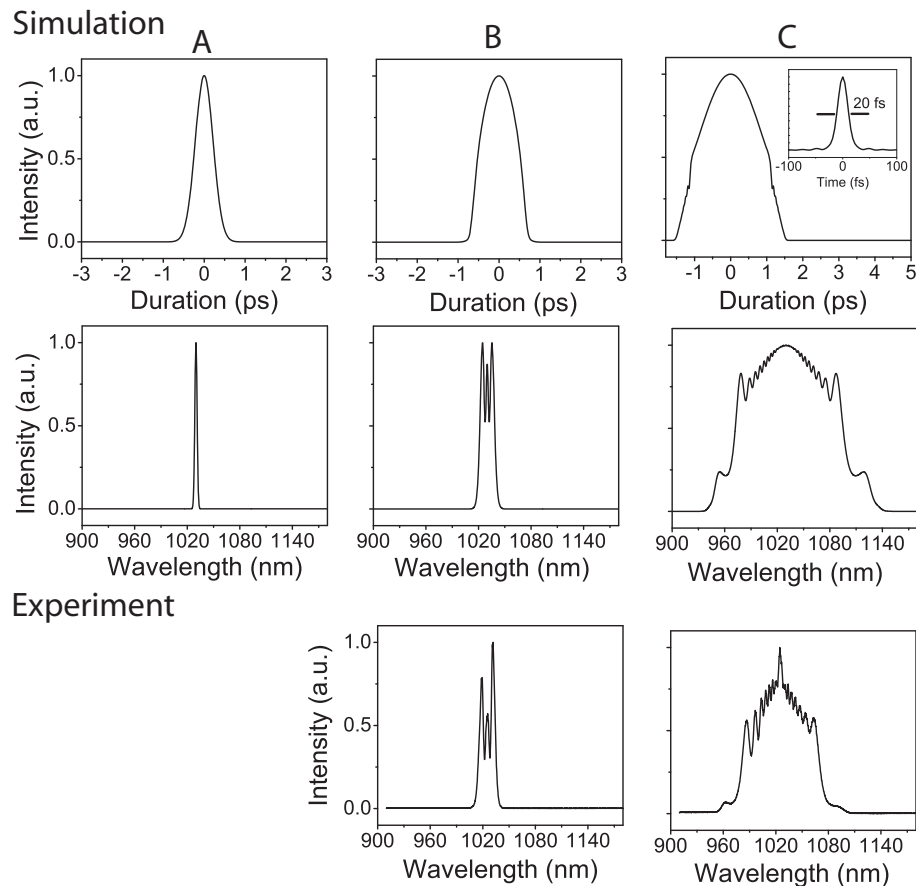 Simulation
A
B
C
Intensity (a.u.)
1.0
0.5
0.0
-3 -2 -1 0 1 2 3
Duration (ps)
-3 -2 -1 0 1 2 3
Duration (ps)
20 fs
-100 0 100
Time (fs)
-1 0 1 2 3 4 5
Duration (ps)
Intensity (a.u.)
1.0
0.5
0.0
900 960 1020 1080 1140
Wavelength (nm)
900 960 1020 1080 1140
Wavelength (nm)
900 960 1020 1080 1140
Wavelength (nm)
Experiment
Intensity (a.u.)
1.0
0.5
0.0
900 960 1020 1080 1140
Wavelength (nm)
900 960 1020 1080 1140
Wavelength (nm)